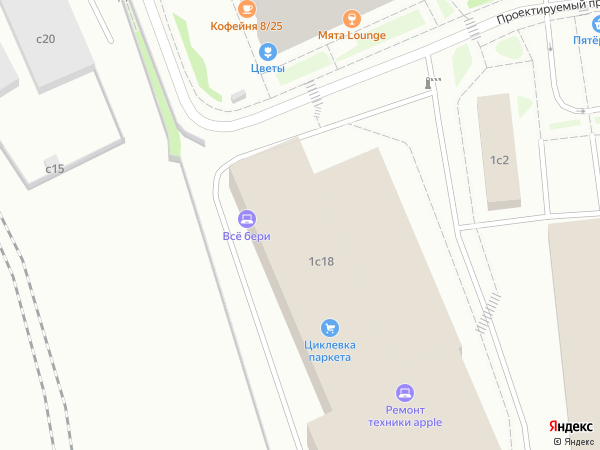 с20
Кофейня 8/25
Мята Lounge
Проектируемый
Цветы
Пятёр
с15
1с2
Всё бери
1с18
Циклевка
паркета
Ремонт
техники apple
Яндекс
© Яндекс